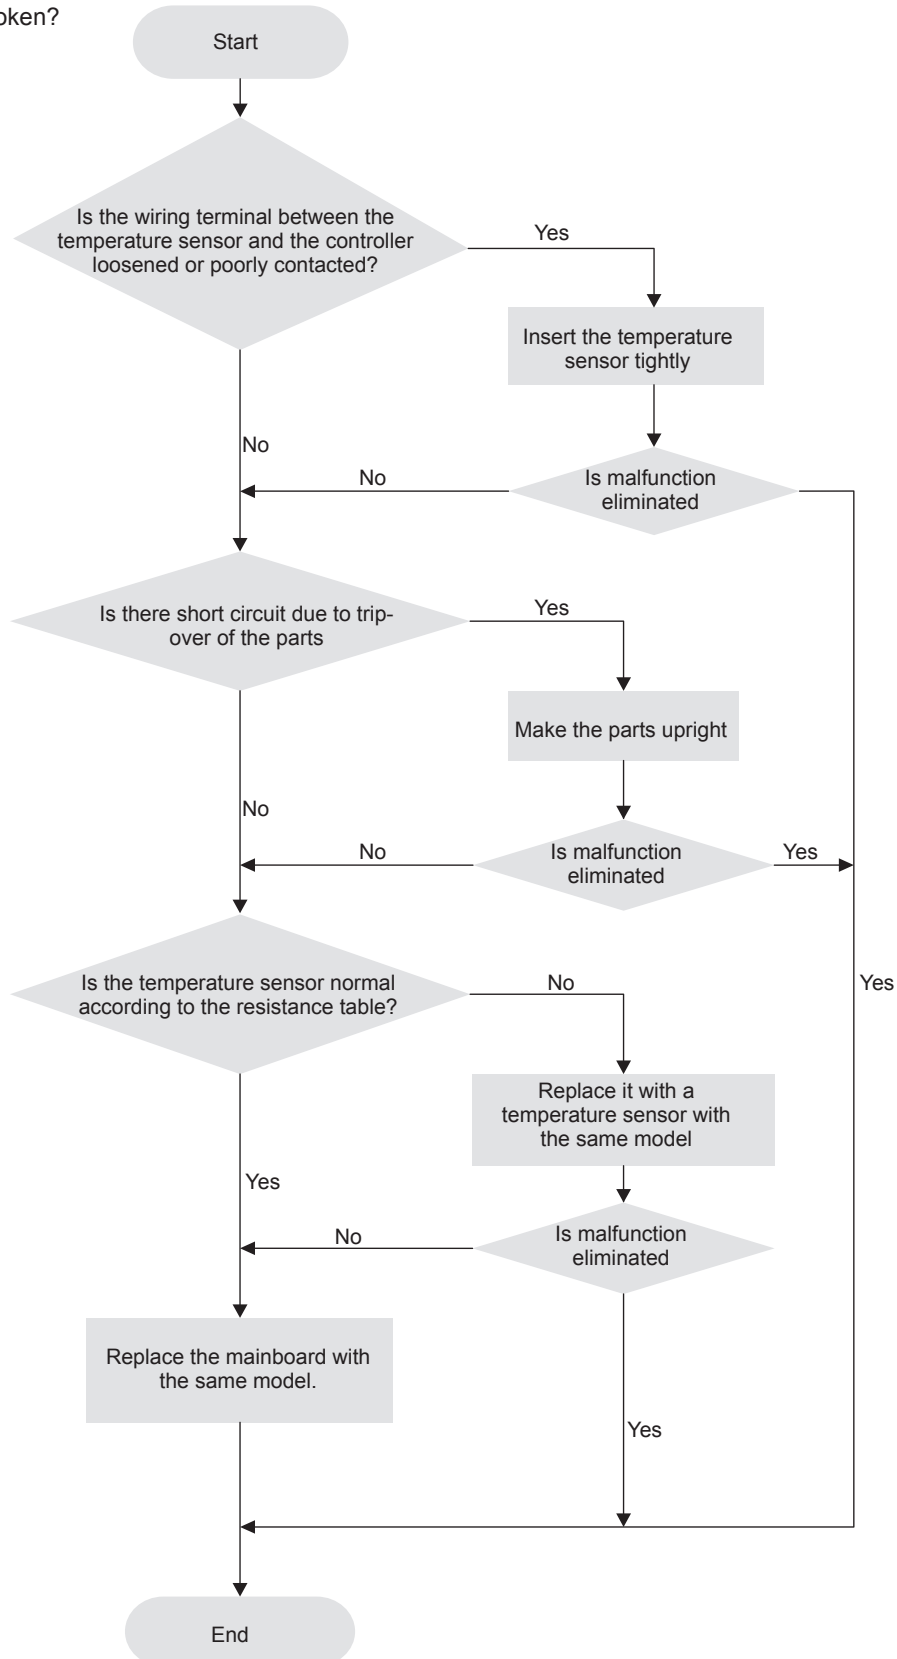 oken?
Start
Is the wiring terminal between the
temperature sensor and the controller
loosened or poorly contacted?
Yes
Insert the temperature
sensor tightly
No
No
Is malfunction
eliminated
Is there short circuit due to trip-
over of the parts
Yes
Make the parts upright
No
No
Is malfunction
eliminated
Yes
Is the temperature sensor normal
according to the resistance table?
No
Yes
Replace it with a
temperature sensor with
the same model
Yes
No
Is malfunction
eliminated
Replace the mainboard with
the same model.
Yes
End